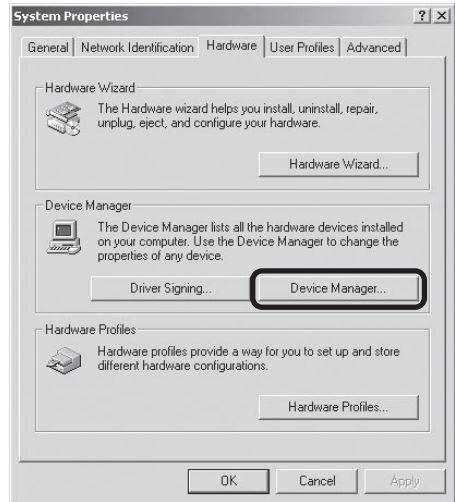 System Properties
General Network Identification Hardware User Profiles Advanced
Hardware Wizard
The Hardware wizard helps you install, uninstall, repair,
unplug, eject, and configure your hardware.
Hardware Wizard...
Device Manager
The Device Manager lists all the hardware devices installed
on your computer. Use the Device Manager to change the
properties of any device.
Driver Signing... Device Manager...
Hardware Profiles
Hardware profiles provide a way for you to set up and store
different hardware configurations.
Hardware Profiles...
OK Cancel Apply